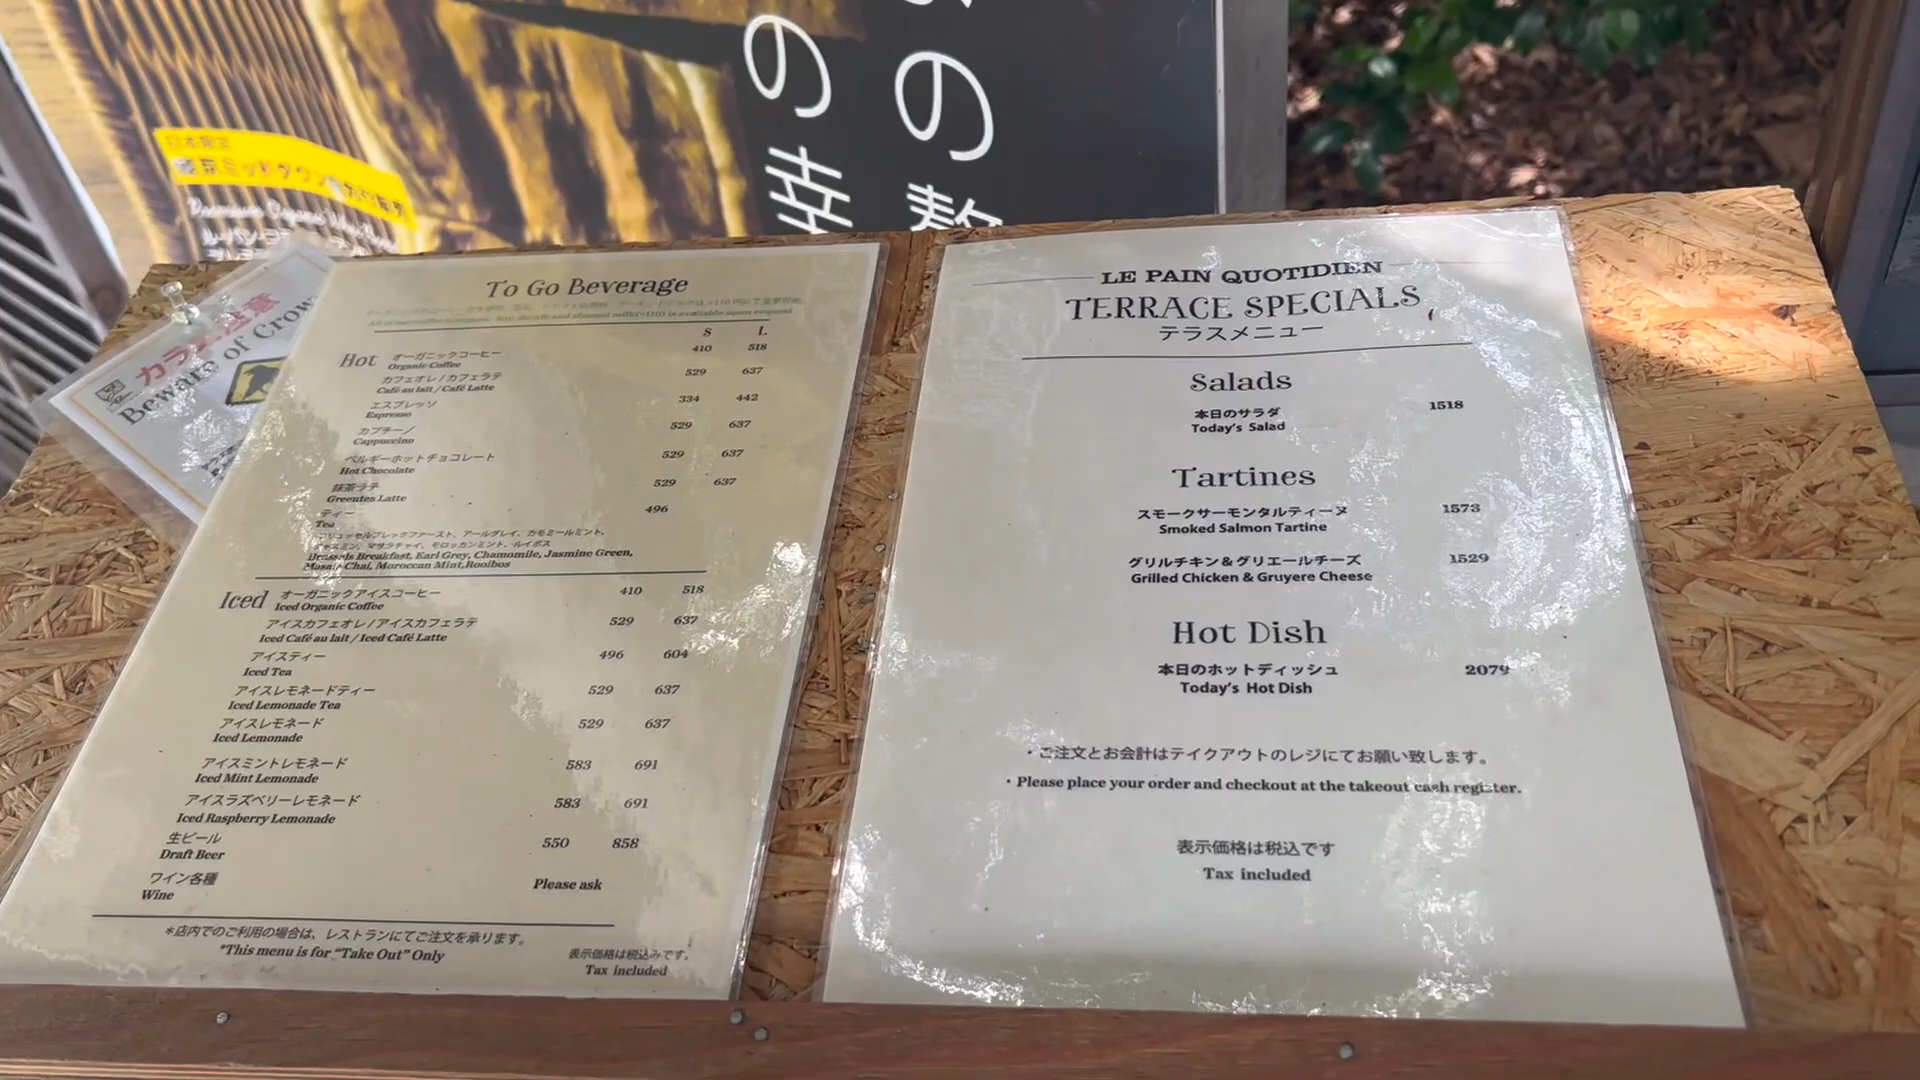 の
の幸
の敖
東京ミッドタウン
カラス注意
Beware of Crow
To Go Beverage
S L
Hot オーガニックコーヒー 410 518
Organic Coffee
カフェオレ / カフェラテ 529 637
Café au lait / Café Latte
エスプレッソ 334 442
Espresso
カプチーノ 529 637
Cappuccino
ベルギーホットチョコレート 529 637
Hot Chocolate
抹茶ラテ 529 637
Greentea Latte
ティー 496
Tea
ブリュッセルブレックファースト、アールグレイ、カモミールミント、
ジャスミン、マサラチャイ、モロッカンミント、ルイボス
Brussels Breakfast, Earl Grey, Chamomile, Jasmine Green,
Masala Chai, Moroccan Mint,Rooibos
Iced オーガニックアイスコーヒー 410 518
Iced Organic Coffee
アイスカフェオレ / アイスカフェラテ 529 637
Iced Café au lait / Iced Café Latte
アイスティー 496 604
Iced Tea
アイスレモネードティー 529 637
Iced Lemonade Tea
アイスレモネード 529 637
Iced Lemonade
アイスミントレモネード 583 691
Iced Mint Lemonade
アイスラズベリーレモネード 583 691
Iced Raspberry Lemonade
生ビール 550 858
Draft Beer
ワイン各種 Please ask
Wine
＊店内でのご利用の場合は、レストランにてご注文を承ります。
*This menu is for "Take Out" Only
表示価格は税込みです。
Tax included
LE PAIN QUOTIDIEN
TERRACE SPECIALS
テラスメニュー
Salads
本日のサラダ 1518
Today's Salad
Tartines
スモークサーモンタルティーヌ 1573
Smoked Salmon Tartine
グリルチキン＆グリエールチーズ 1529
Grilled Chicken & Gruyere Cheese
Hot Dish
本日のホットディッシュ 2079
Today's Hot Dish
・ご注文とお会計はテイクアウトのレジにてお願い致します。
・Please place your order and checkout at the takeout cash register.
表示価格は税込です
Tax included